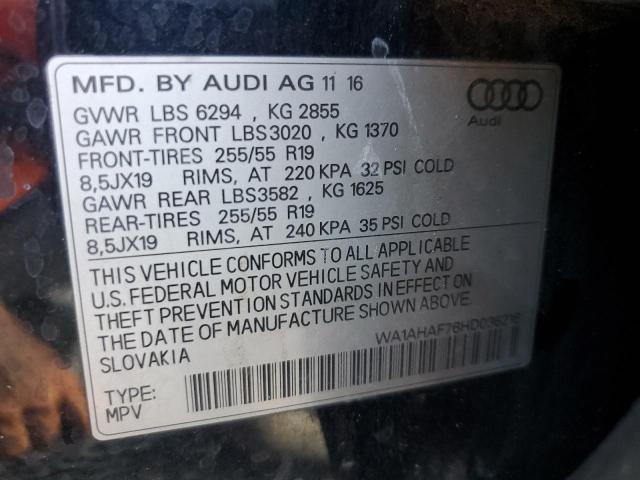 MFD. BY AUDI AG 11 16
GVWR LBS 6294 , KG 2855
GAWR FRONT LBS3020 , KG 1370
FRONT-TIRES 255/55 R19
8,5JX19 RIMS, AT 220 KPA 32 PSI COLD
GAWR REAR LBS3582 , KG 1625
REAR-TIRES 255/55 R19
8,5JX19 RIMS, AT 240 KPA 35 PSI COLD
Audi
THIS VEHICLE CONFORMS TO ALL APPLICABLE
U.S. FEDERAL MOTOR VEHICLE SAFETY AND
THEFT PREVENTION STANDARDS IN EFFECT ON
THE DATE OF MANUFACTURE SHOWN ABOVE.
SLOVAKIA
WA1AHAF76HD036216
TYPE:
MPV